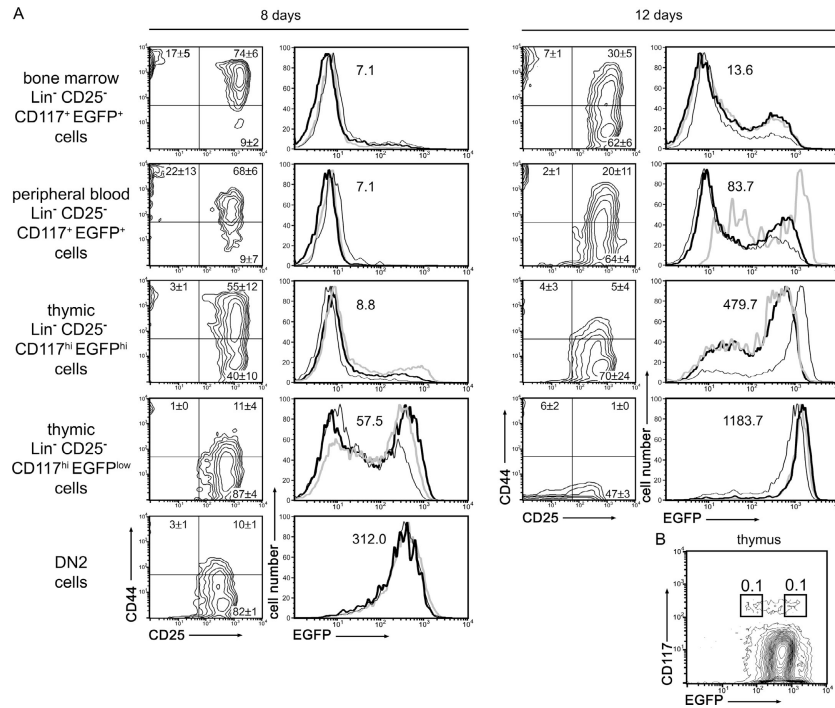 A
8 days
12 days
bone marrow
Lin⁻ CD25⁻
CD117⁺ EGFP⁺
cells
17±5 74±6
9±2
7.1
7±1 30±5
62±6
13.6
peripheral blood
Lin⁻ CD25⁻
CD117⁺ EGFP⁺
cells
22±13 68±6
9±7
7.1
2±1 20±11
64±4
83.7
thymic
Lin⁻ CD25⁻
CD117ʰⁱ EGFPʰⁱ
cells
3±1 55±12
40±10
8.8
4±3 5±4
70±24
479.7
thymic
Lin⁻ CD25⁻
CD117ʰⁱ EGFPˡᵒʷ
cells
1±0 11±4
87±4
57.5
6±2 1±0
47±3
1183.7
CD44
CD25
cell number
EGFP
DN2
cells
3±1 10±1
82±1
312.0
CD44
CD25
cell number
EGFP
B
thymus
0.1 0.1
CD117
EGFP